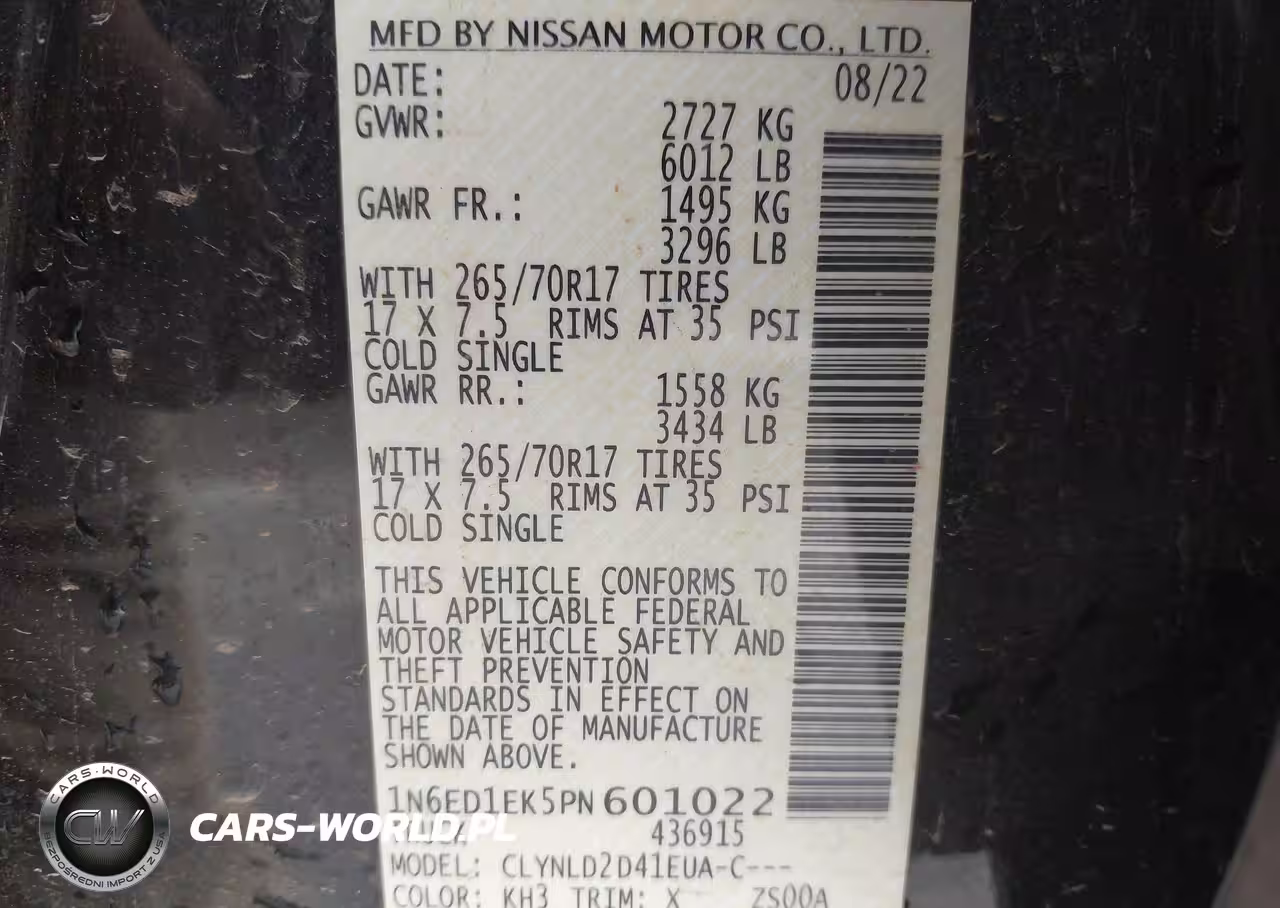 MFD BY NISSAN MOTOR CO., LTD.
DATE: 08/22
GVWR: 2727 KG
6012 LB
GAWR FR.: 1495 KG
3296 LB
WITH 265/70R17 TIRES
17 X 7.5 RIMS AT 35 PSI
COLD SINGLE
GAWR RR.: 1558 KG
3434 LB
WITH 265/70R17 TIRES
17 X 7.5 RIMS AT 35 PSI
COLD SINGLE
THIS VEHICLE CONFORMS TO
ALL APPLICABLE FEDERAL
MOTOR VEHICLE SAFETY AND
THEFT PREVENTION
STANDARDS IN EFFECT ON
THE DATE OF MANUFACTURE
SHOWN ABOVE.
1N6ED1EK5PN601022
436915
MODEL: CLYNLD2D41EUA-C---
COLOR: KH3 TRIM: X ZS00A
CARS-WORLD
CW
BEZPOŚREDNI IMPORT Z USA
CARS-WORLD.PL